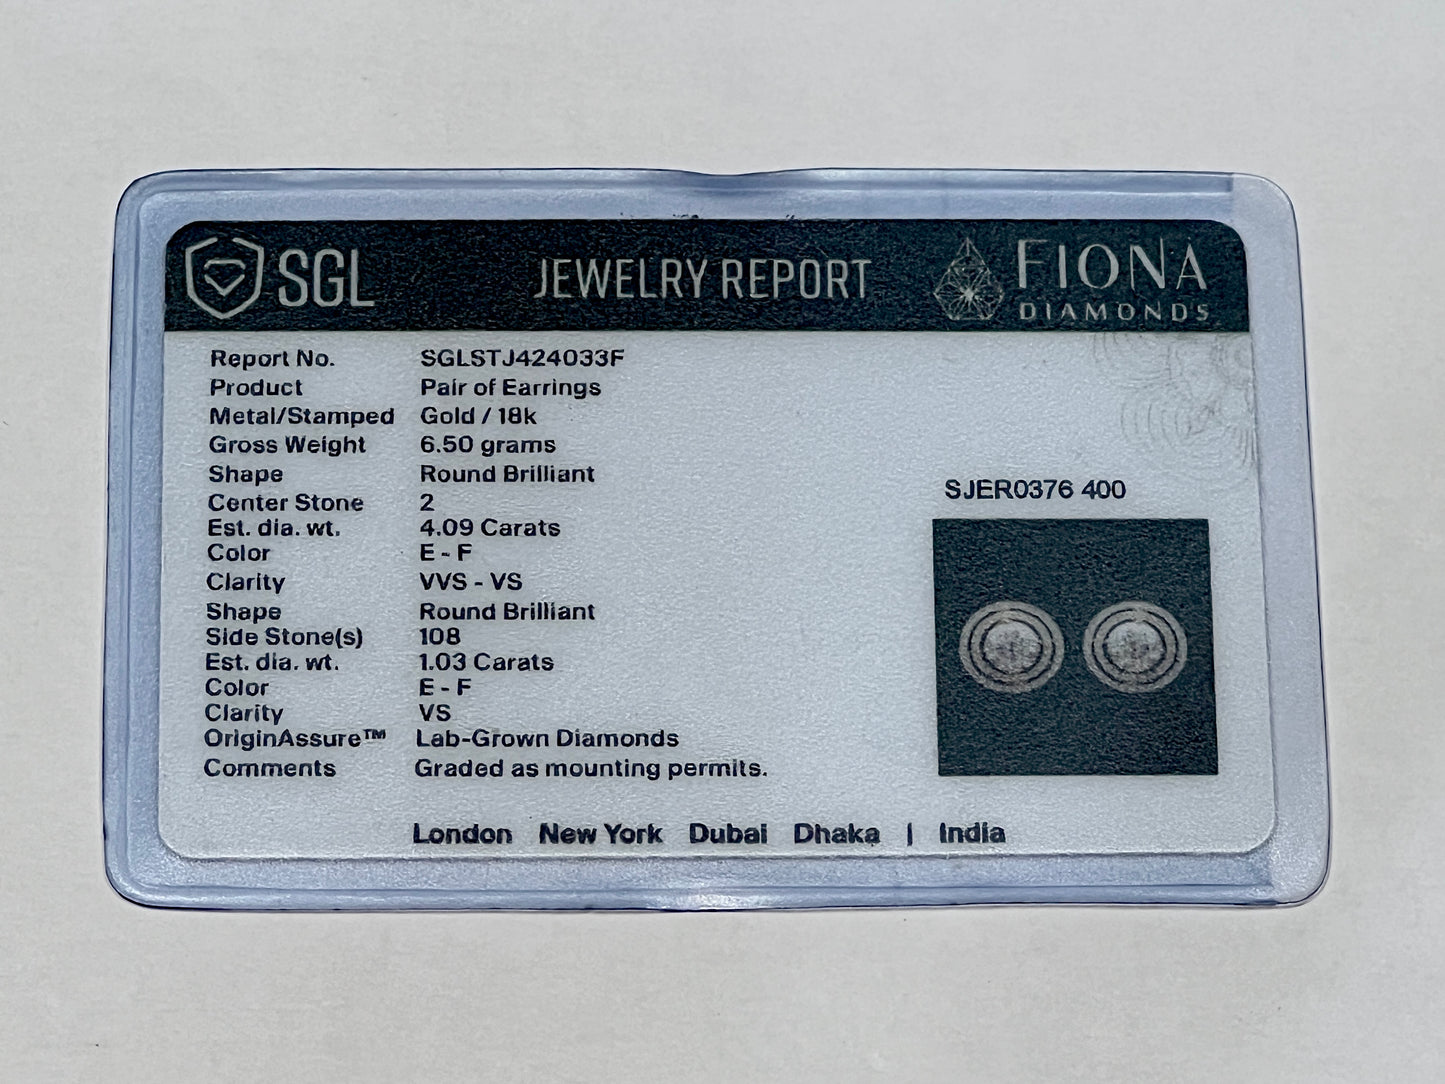 SGL JEWELRY REPORT FIONA
DIAMONDS
Report No. SGLSTJ424033F
Product Pair of Earrings
Metal/Stamped Gold / 18k
Gross Weight 6.50 grams
Shape Round Brilliant
Center Stone 2
Est. dia. wt. 4.09 Carats
Color E - F
Clarity VVS - VS
Shape Round Brilliant
Side Stone(s) 108
Est. dia. wt. 1.03 Carats
Color E - F
Clarity VS
OriginAssure™ Lab-Grown Diamonds
Comments Graded as mounting permits.
SJER0376 400
London New York Dubai Dhaka | India